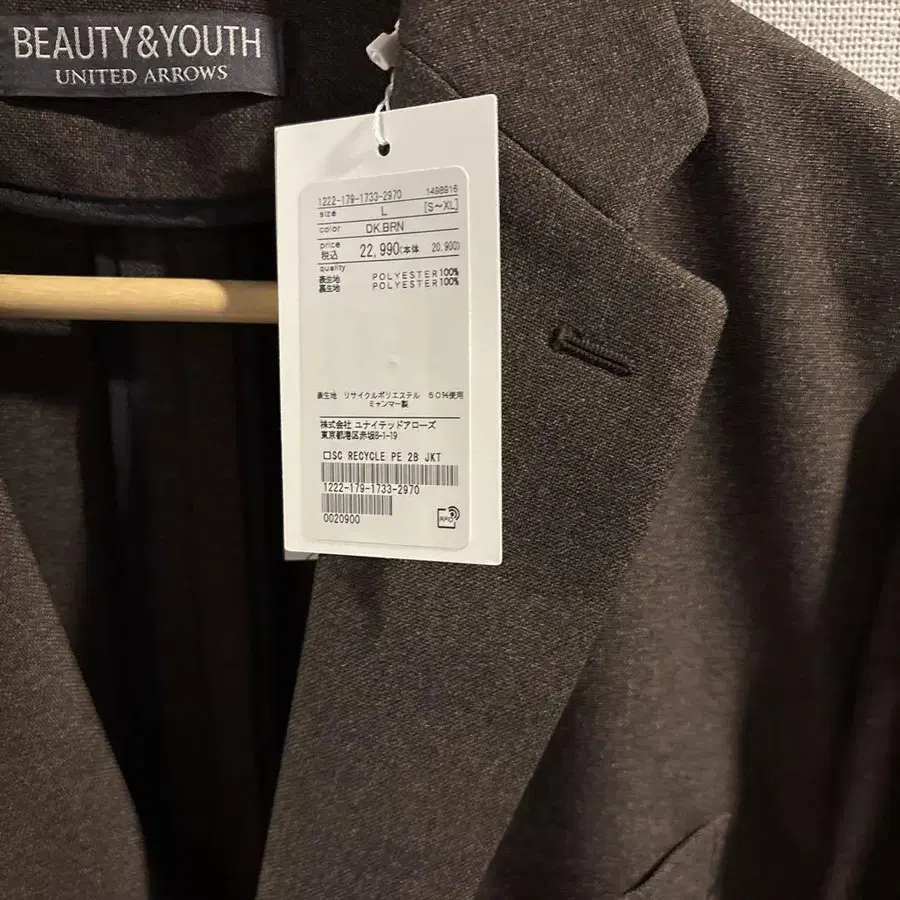 BEAUTY&YOUTH
UNITED ARROWS
1222-179-1733-2970 1498916
size L [S~XL]
color DK.BRN
price
税込 22,990(本体 20,900)
quality
表生地 POLYESTER100%
裏生地 POLYESTER100%
表生地 リサイクルポリエステル 50%使用
ミャンマー製
株式会社 ユナイテッドアローズ
東京都港区赤坂8-1-19
□SC RECYCLE PE 2B JKT
1222-179-1733-2970
0020900
RFID